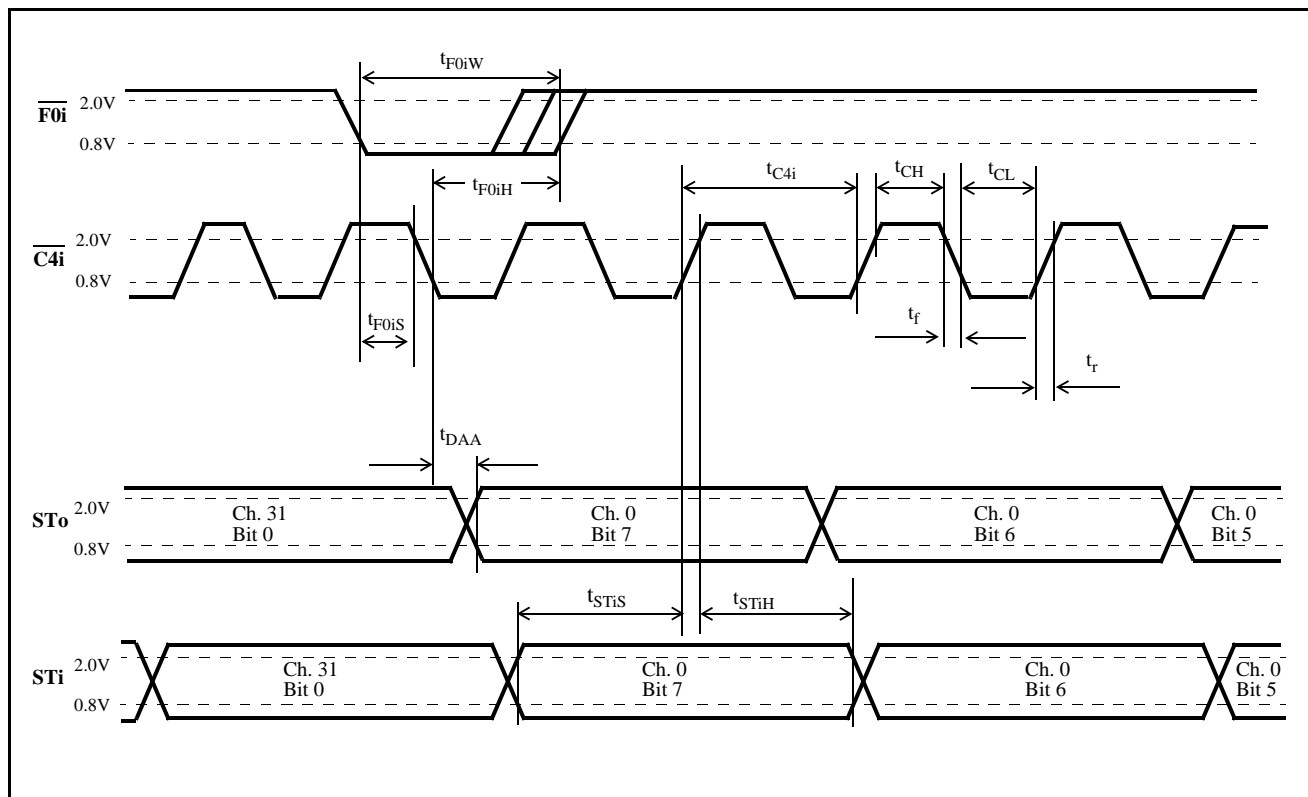 tF0iW
2.0V
F0i
0.8V
tF0iH
tC4i
tCH
tCL
2.0V
C4i
0.8V
tF0iS
tf
tr
tDAA
2.0V
STo
0.8V
Ch. 31
Bit 0
Ch. 0
Bit 7
Ch. 0
Bit 6
Ch. 0
Bit 5
tSTiS
tSTiH
2.0V
STi
0.8V
Ch. 31
Bit 0
Ch. 0
Bit 7
Ch. 0
Bit 6
Ch. 0
Bit 5